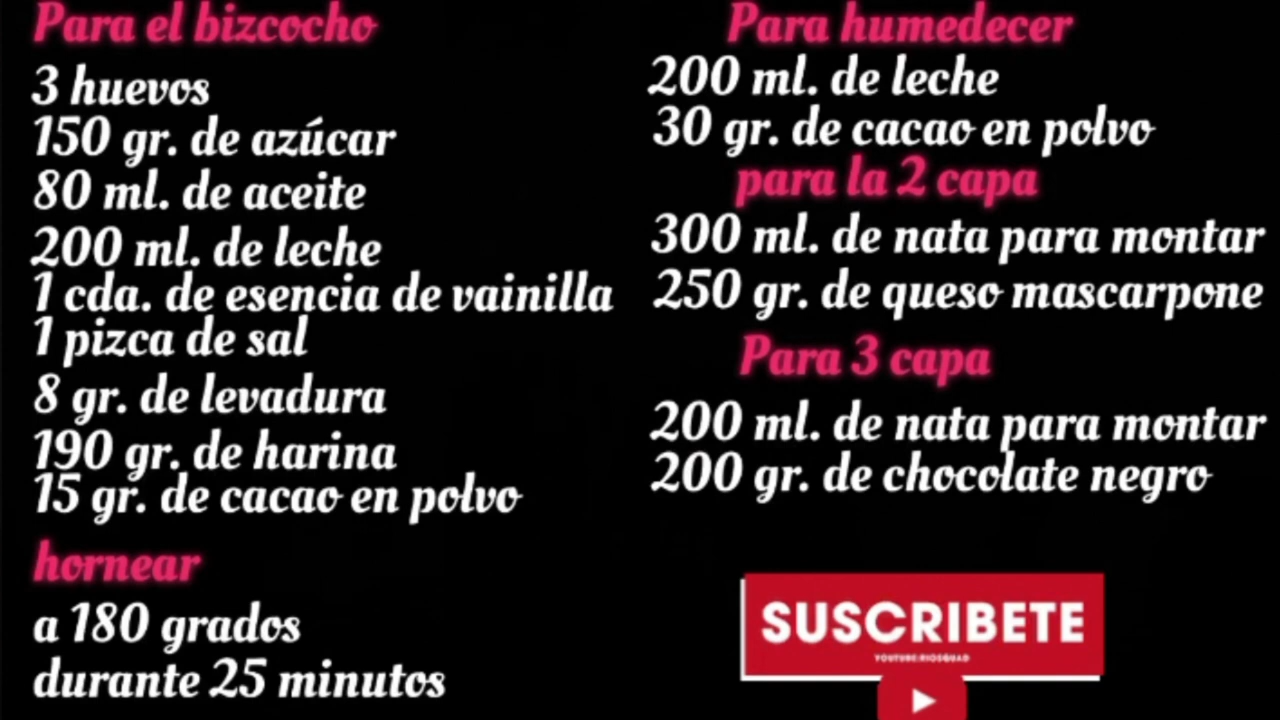 Para el bizcocho
3 huevos
150 gr. de azúcar
80 ml. de aceite
200 ml. de leche
1 cda. de esencia de vainilla
1 pizca de sal
8 gr. de levadura
190 gr. de harina
15 gr. de cacao en polvo
hornear
a 180 grados
durante 25 minutos
Para humedecer
200 ml. de leche
30 gr. de cacao en polvo
para la 2 capa
300 ml. de nata para montar
250 gr. de queso mascarpone
Para 3 capa
200 ml. de nata para montar
200 gr. de chocolate negro
SUSCRIBETE
YOUTUBE:RIOSQUAD